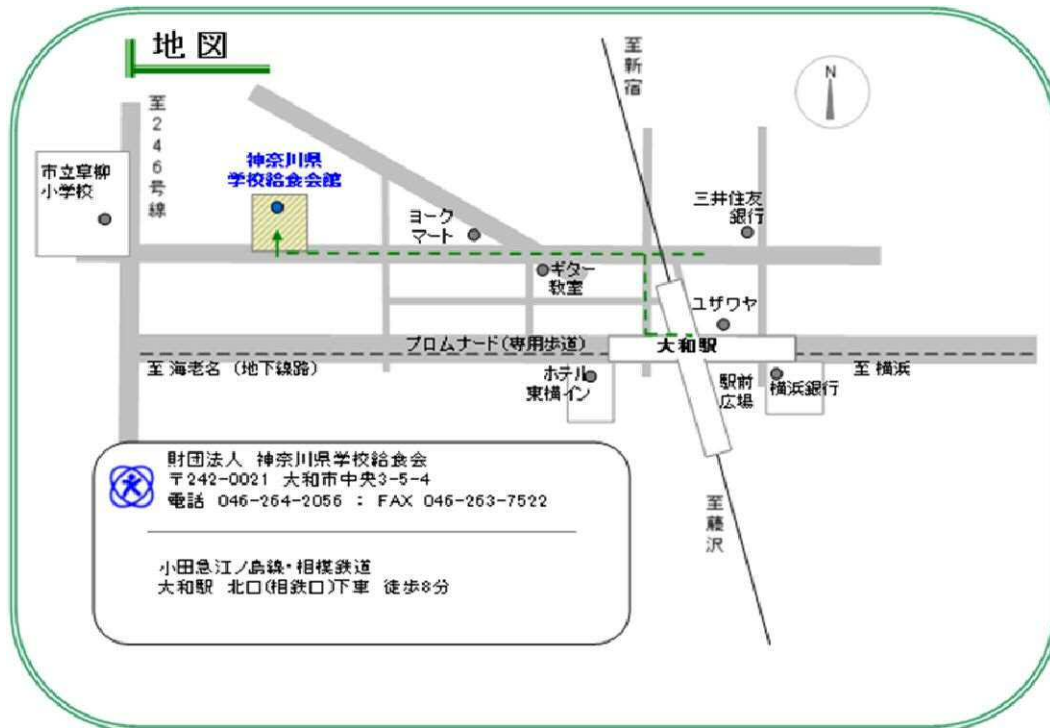 地図
至新宿
N
至246号線
市立草柳
小学校
神奈川県
学校給食会館
ヨーク
マート
三井住友
銀行
ギター
教室
ユザワヤ
プロムナード(専用歩道)
大和駅
至 海老名 (地下線路)
ホテル
東横イン
駅前
広場
横浜銀行
至 横浜
至藤沢
財団法人 神奈川県学校給食会
〒242-0021 大和市中央3-5-4
電話 046-264-2056 : FAX 046-263-7522
小田急江ノ島線・相模鉄道
大和駅 北口(相鉄口)下車 徒歩8分